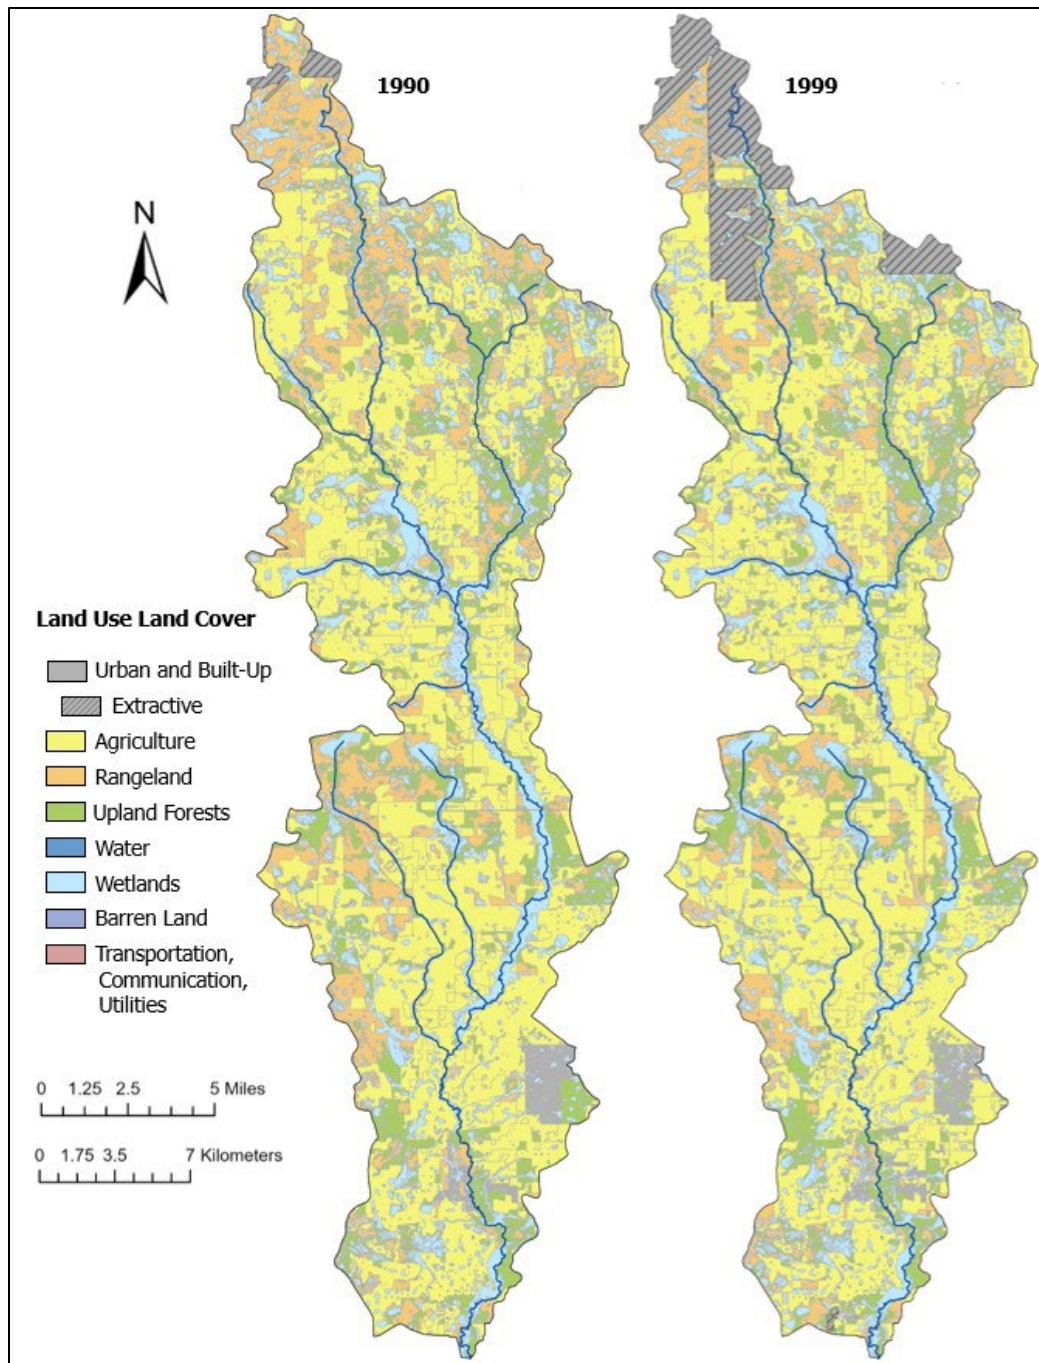 1990
1999
N
Land Use Land Cover
Urban and Built-Up
Extractive
Agriculture
Rangeland
Upland Forests
Water
Wetlands
Barren Land
Transportation,
Communication,
Utilities
0 1.25 2.5 5 Miles
0 1.75 3.5 7 Kilometers